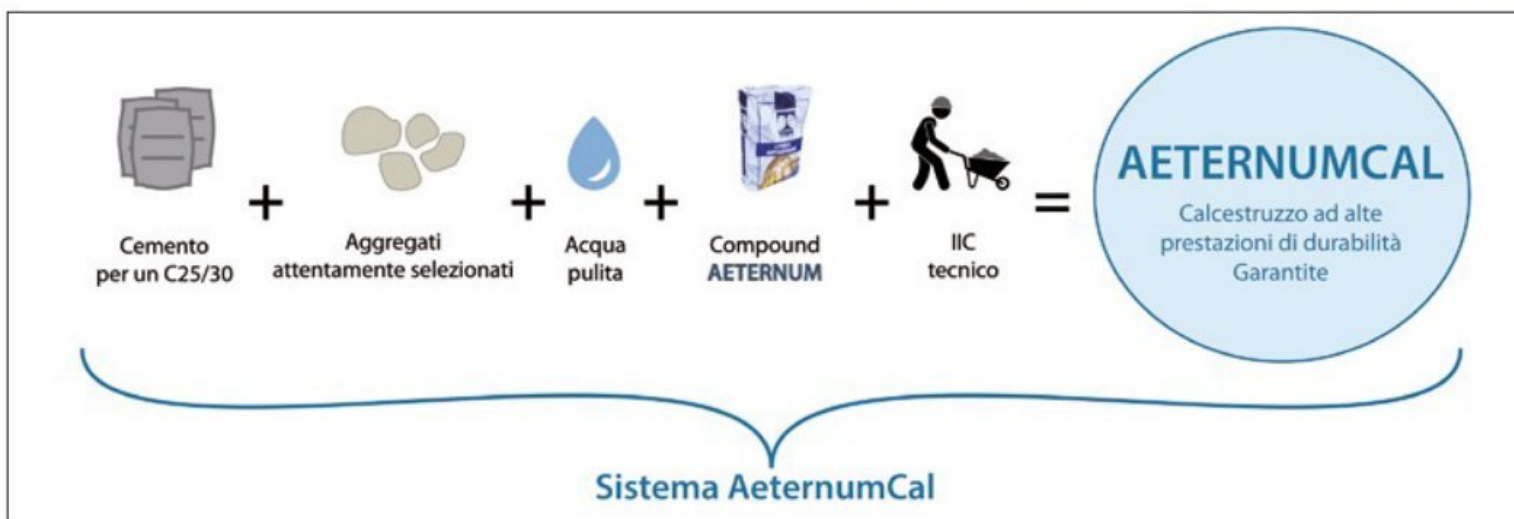 Cemento
per un C25/30
+
Aggregati
attentamente selezionati
+
Acqua
pulita
+
Compound
AETERNUM
+
IIC
tecnico
=
AETERNUMCAL
Calcestruzzo ad alte
prestazioni di durabilità
Garantite
Sistema AeternumCal